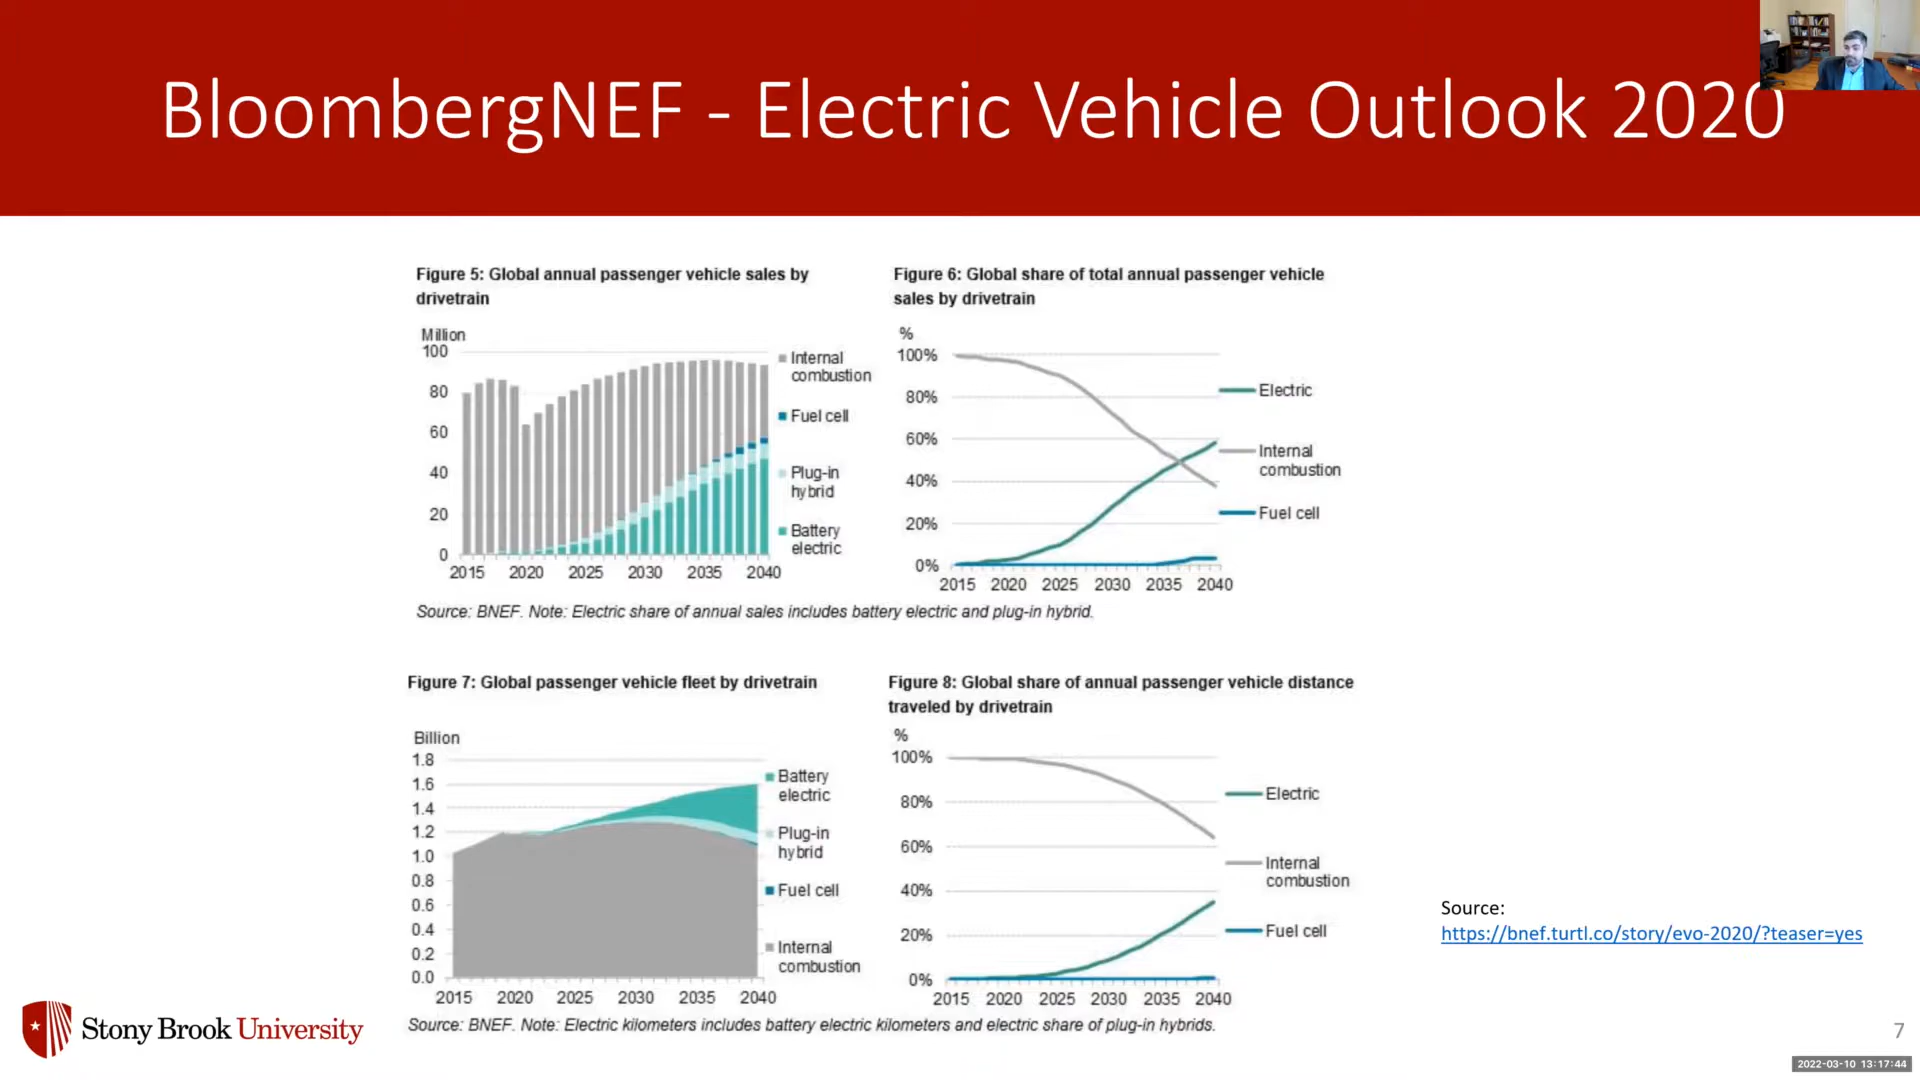 BloombergNEF - Electric Vehicle Outlook 2020
Figure 5: Global annual passenger vehicle sales by
drivetrain
Million
100
80
60
40
20
0
2015 2020 2025 2030 2035 2040
Internal
combustion
Fuel cell
Plug-in
hybrid
Battery
electric
Figure 6: Global share of total annual passenger vehicle
sales by drivetrain
%
100%
80%
60%
40%
20%
0%
2015 2020 2025 2030 2035 2040
Electric
Internal
combustion
Fuel cell
Source: BNEF. Note: Electric share of annual sales includes battery electric and plug-in hybrid.
Figure 7: Global passenger vehicle fleet by drivetrain
Billion
1.8
1.6
1.4
1.2
1.0
0.8
0.6
0.4
0.2
0.0
2015 2020 2025 2030 2035 2040
Battery
electric
Plug-in
hybrid
Fuel cell
Internal
combustion
Figure 8: Global share of annual passenger vehicle distance
traveled by drivetrain
%
100%
80%
60%
40%
20%
0%
2015 2020 2025 2030 2035 2040
Electric
Internal
combustion
Fuel cell
Source: BNEF. Note: Electric kilometers includes battery electric kilometers and electric share of plug-in hybrids.
Source:
https://bnef.turtl.co/story/evo-2020/?teaser=yes
Stony Brook University
7
2022-03-10 13:17:44